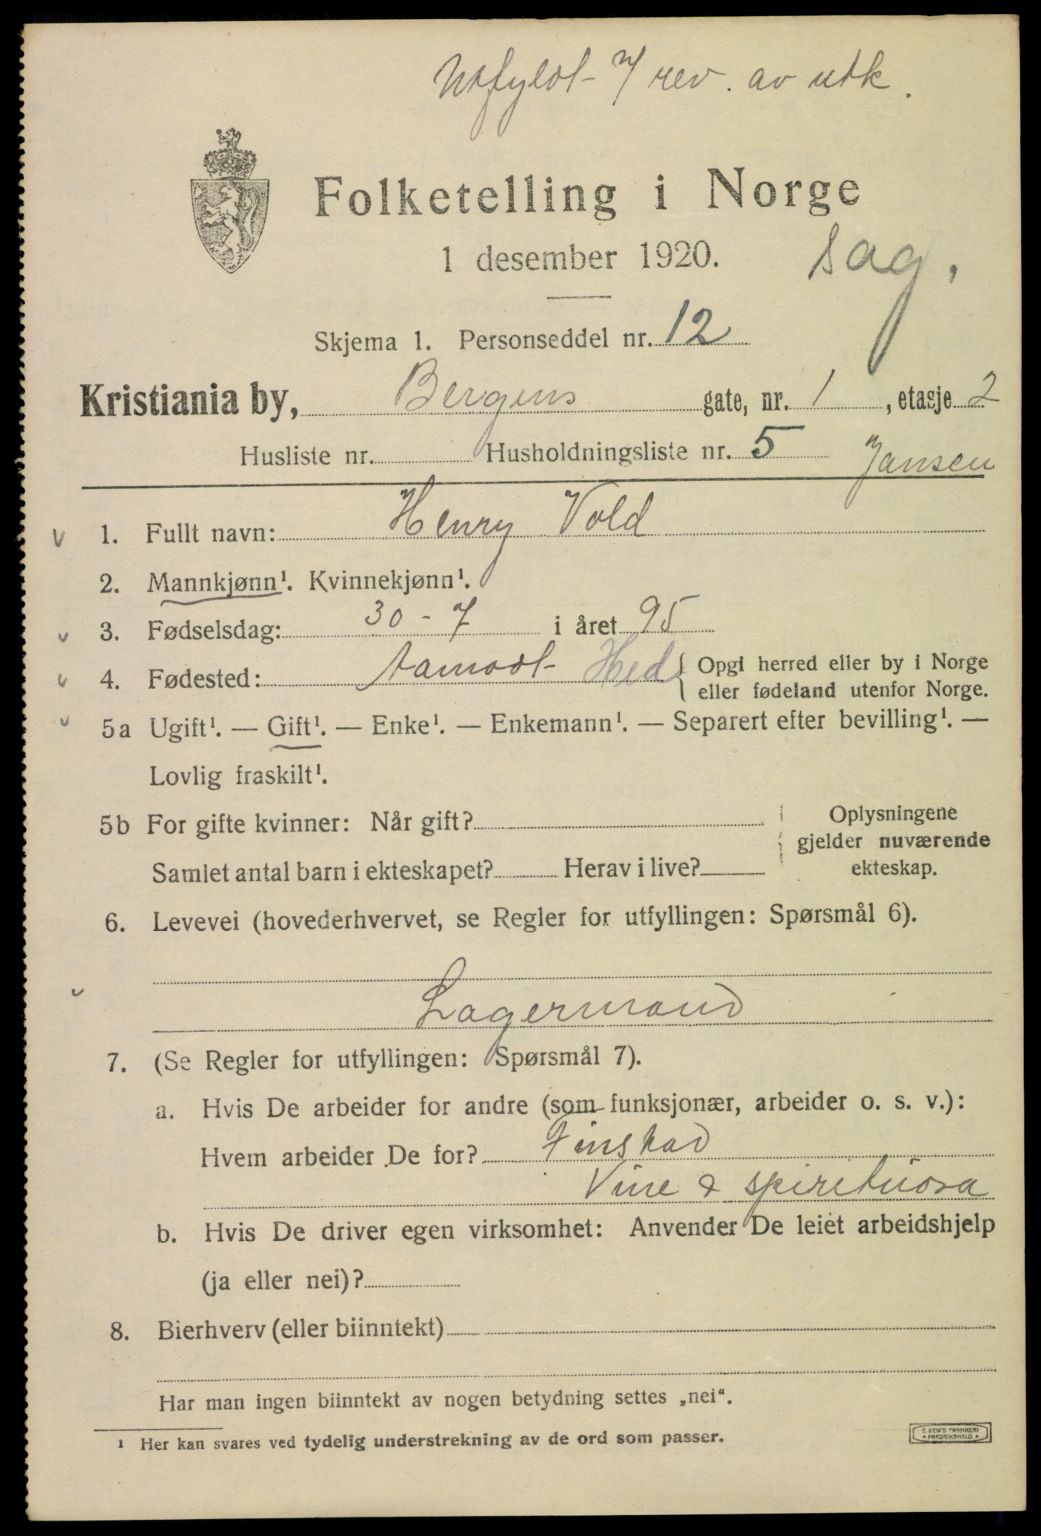 Utfyldt 7/ rev. av utk.
Folketelling i Norge
1 desember 1920.
Sag.
Skjema 1. Personseddel nr. 12
Kristiania by, Bergens gate, nr. 1, etasje 2
Husliste nr. Husholdningsliste nr. 5 Jansen
1. Fullt navn: Henry Vold
2. Mannkjønn¹. Kvinnekjønn¹.
3. Fødselsdag: 30-7 i året 95
4. Fødested: Aamodt Hed { Opgi herred eller by i Norge
eller fødeland utenfor Norge.
5a Ugift¹. — Gift¹. — Enke¹. — Enkemann¹. — Separert efter bevilling¹. —
Lovlig fraskilt¹.
5b For gifte kvinner: Når gift?
Samlet antal barn i ekteskapet? Herav i live?
Oplysningene
gjelder nuværende
ekteskap.
6. Levevei (hovederhvervet, se Regler for utfyllingen: Spørsmål 6).
Lagermand
7. (Se Regler for utfyllingen: Spørsmål 7).
a. Hvis De arbeider for andre (som funksjonær, arbeider o. s. v.):
Hvem arbeider De for? Finstad
Vine & spirituosa
b. Hvis De driver egen virksomhet: Anvender De leiet arbeidshjelp
(ja eller nei)?
8. Bierhverv (eller biinntekt)
Har man ingen biinntekt av nogen betydning settes „nei“.
¹ Her kan svares ved tydelig understrekning av de ord som passer.
FREDRIKSHALD